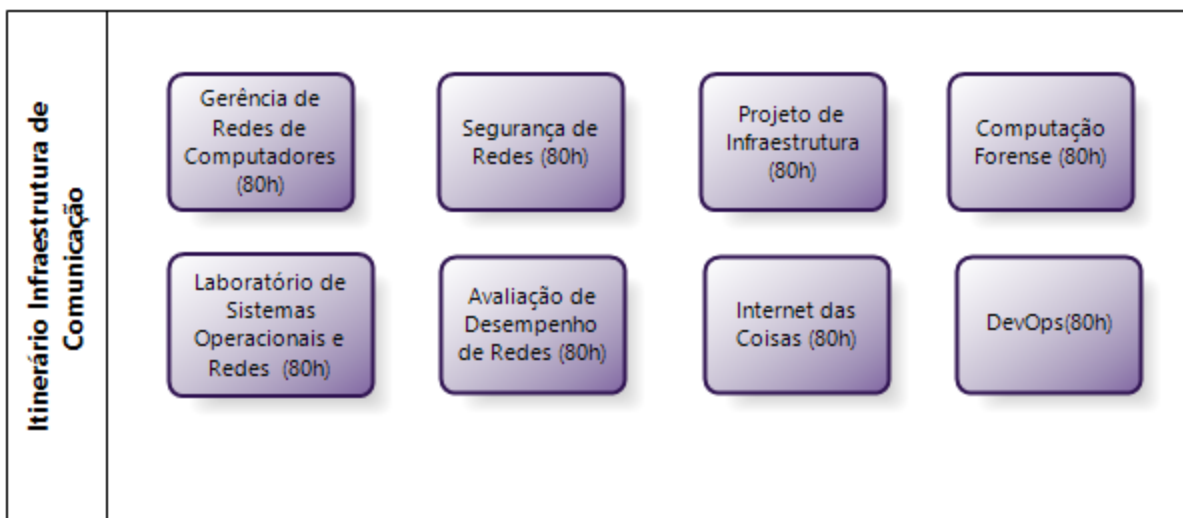 Itinerário Infraestrutura de
Comunicação
Gerência de
Redes de
Computadores
(80h)
Segurança de
Redes (80h)
Projeto de
Infraestrutura
(80h)
Computação
Forense (80h)
Laboratório de
Sistemas
Operacionais e
Redes  (80h)
Avaliação de
Desempenho
de Redes (80h)
Internet das
Coisas (80h)
DevOps(80h)